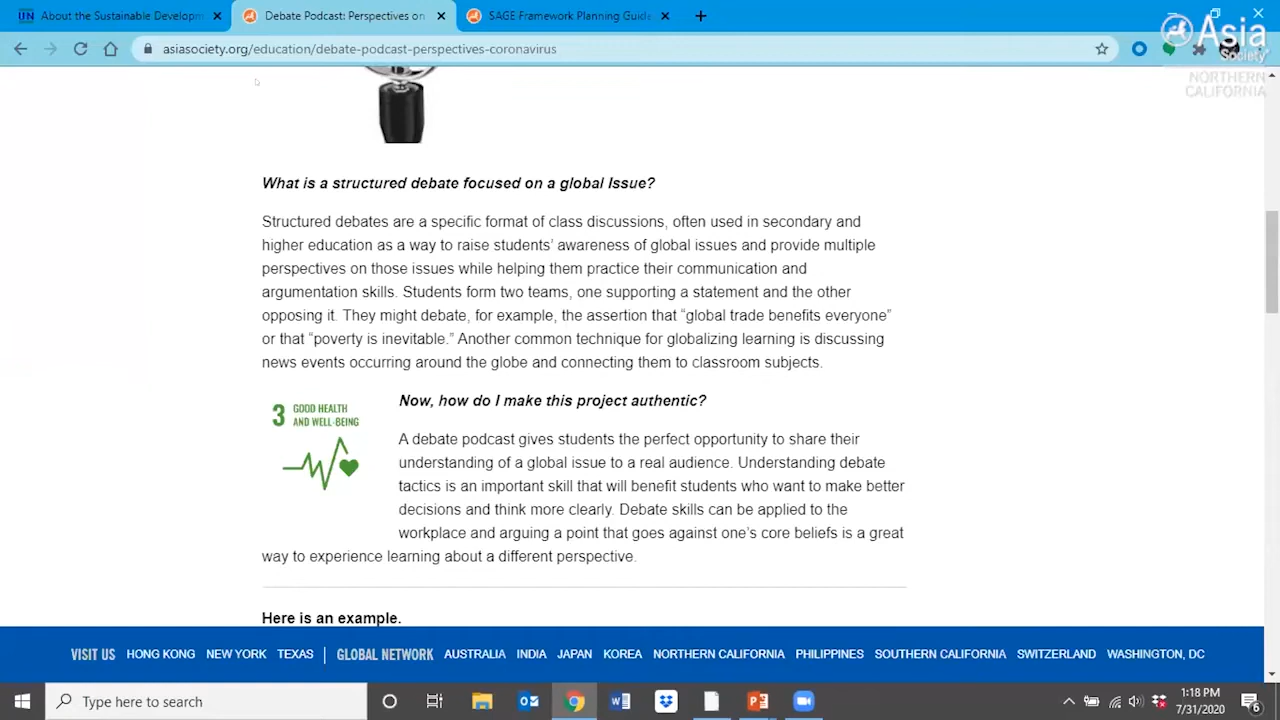 UN About the Sustainable Developm
Debate Podcast: Perspectives on
SAGE Framework Planning Guide
asiasociety.org/education/debate-podcast-perspectives-coronavirus
Asia
Society
NORTHERN
CALIFORNIA
What is a structured debate focused on a global Issue?
Structured debates are a specific format of class discussions, often used in secondary and
higher education as a way to raise students’ awareness of global issues and provide multiple
perspectives on those issues while helping them practice their communication and
argumentation skills. Students form two teams, one supporting a statement and the other
opposing it. They might debate, for example, the assertion that “global trade benefits everyone”
or that “poverty is inevitable.” Another common technique for globalizing learning is discussing
news events occurring around the globe and connecting them to classroom subjects.
3 GOOD HEALTH
AND WELL-BEING
Now, how do I make this project authentic?
A debate podcast gives students the perfect opportunity to share their
understanding of a global issue to a real audience. Understanding debate
tactics is an important skill that will benefit students who want to make better
decisions and think more clearly. Debate skills can be applied to the
workplace and arguing a point that goes against one’s core beliefs is a great
way to experience learning about a different perspective.
Here is an example.
VISIT US HONG KONG NEW YORK TEXAS | GLOBAL NETWORK AUSTRALIA INDIA JAPAN KOREA NORTHERN CALIFORNIA PHILIPPINES SOUTHERN CALIFORNIA SWITZERLAND WASHINGTON, DC
Type here to search
1:18 PM
7/31/2020
6